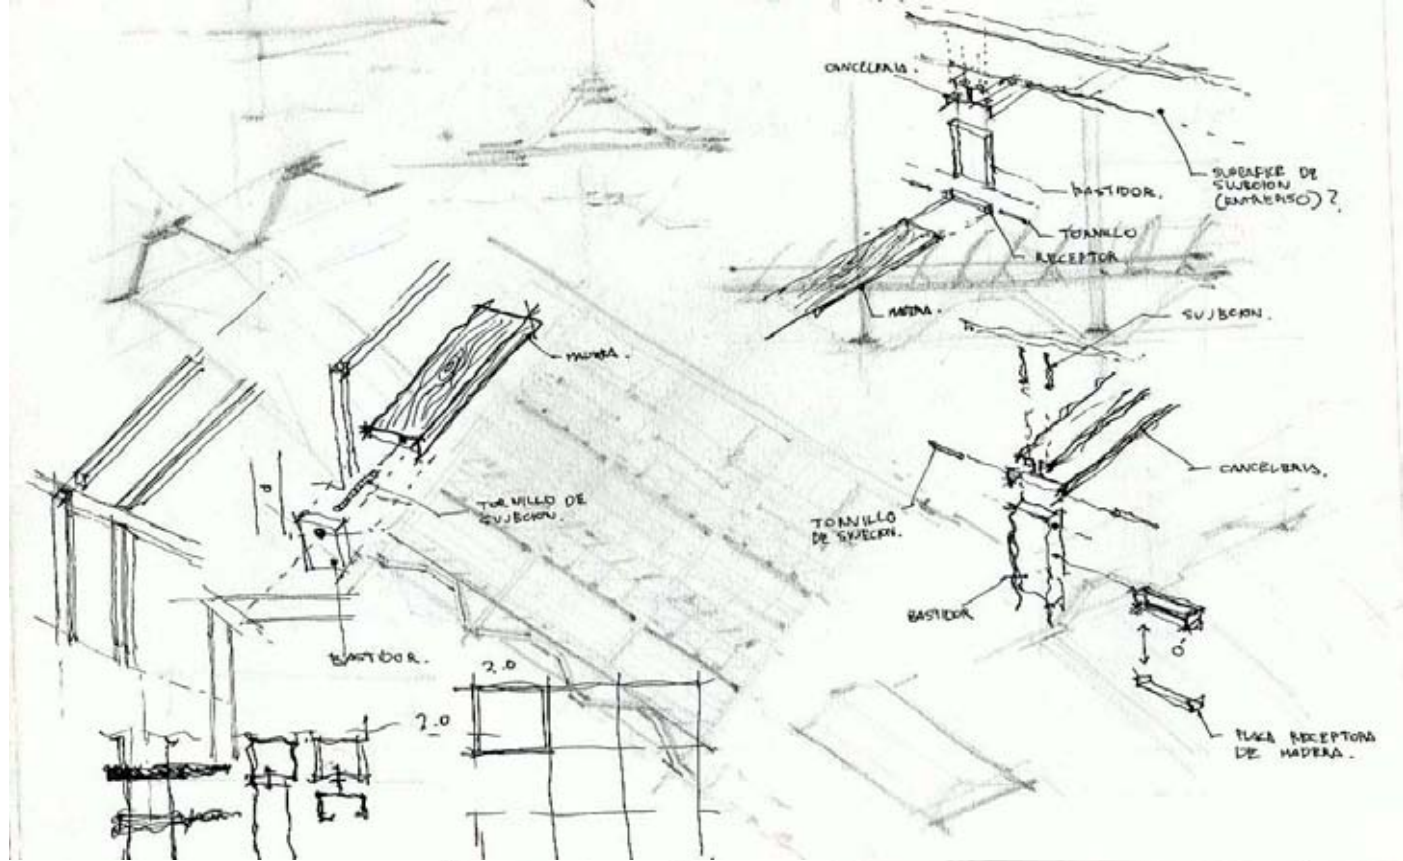 CANCELERIA.
SUPERFICIE DE
SUJECION
(ENTREPISO)?
BASTIDOR.
TORNILLO
RECEPTOR
MADERA.
SUJECION.
MADERA.
TORNILLO DE
SUJECION.
CANCELERIA.
TORNILLO
DE SUJECION.
BASTIDOR
BASTIDOR.
2.0
2.0
PLACA RECEPTORA
DE MADERA.